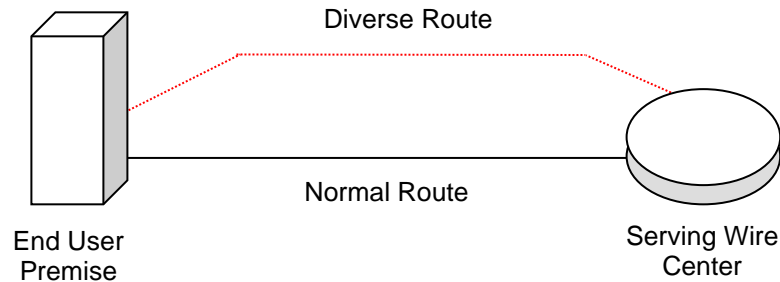 Diverse Route
Normal Route
End User
Premise
Serving Wire
Center